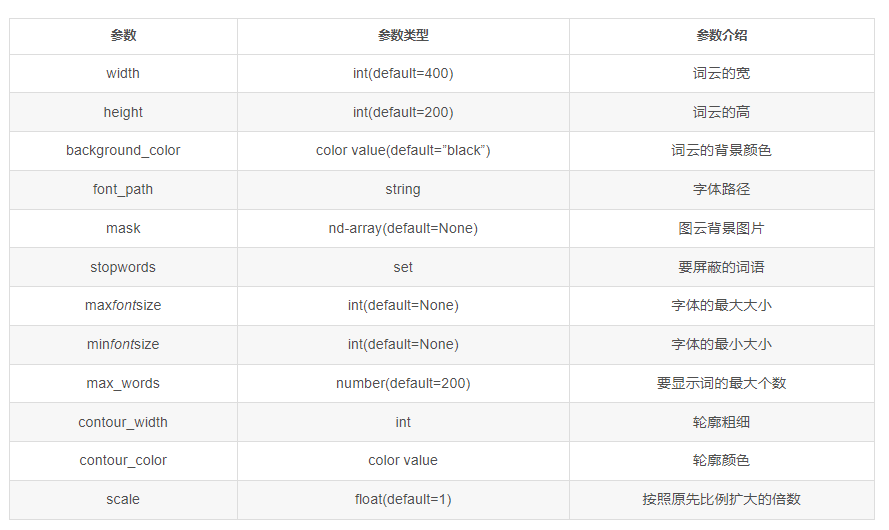 参数 参数类型 参数介绍
width int(default=400) 词云的宽
height int(default=200) 词云的高
background_color color value(default=”black”) 词云的背景颜色
font_path string 字体路径
mask nd-array(default=None) 图云背景图片
stopwords set 要屏蔽的词语
maxfontsize int(default=None) 字体的最大大小
minfontsize int(default=None) 字体的最小大小
max_words number(default=200) 要显示词的最大个数
contour_width int 轮廓粗细
contour_color color value 轮廓颜色
scale float(default=1) 按照原先比例扩大的倍数